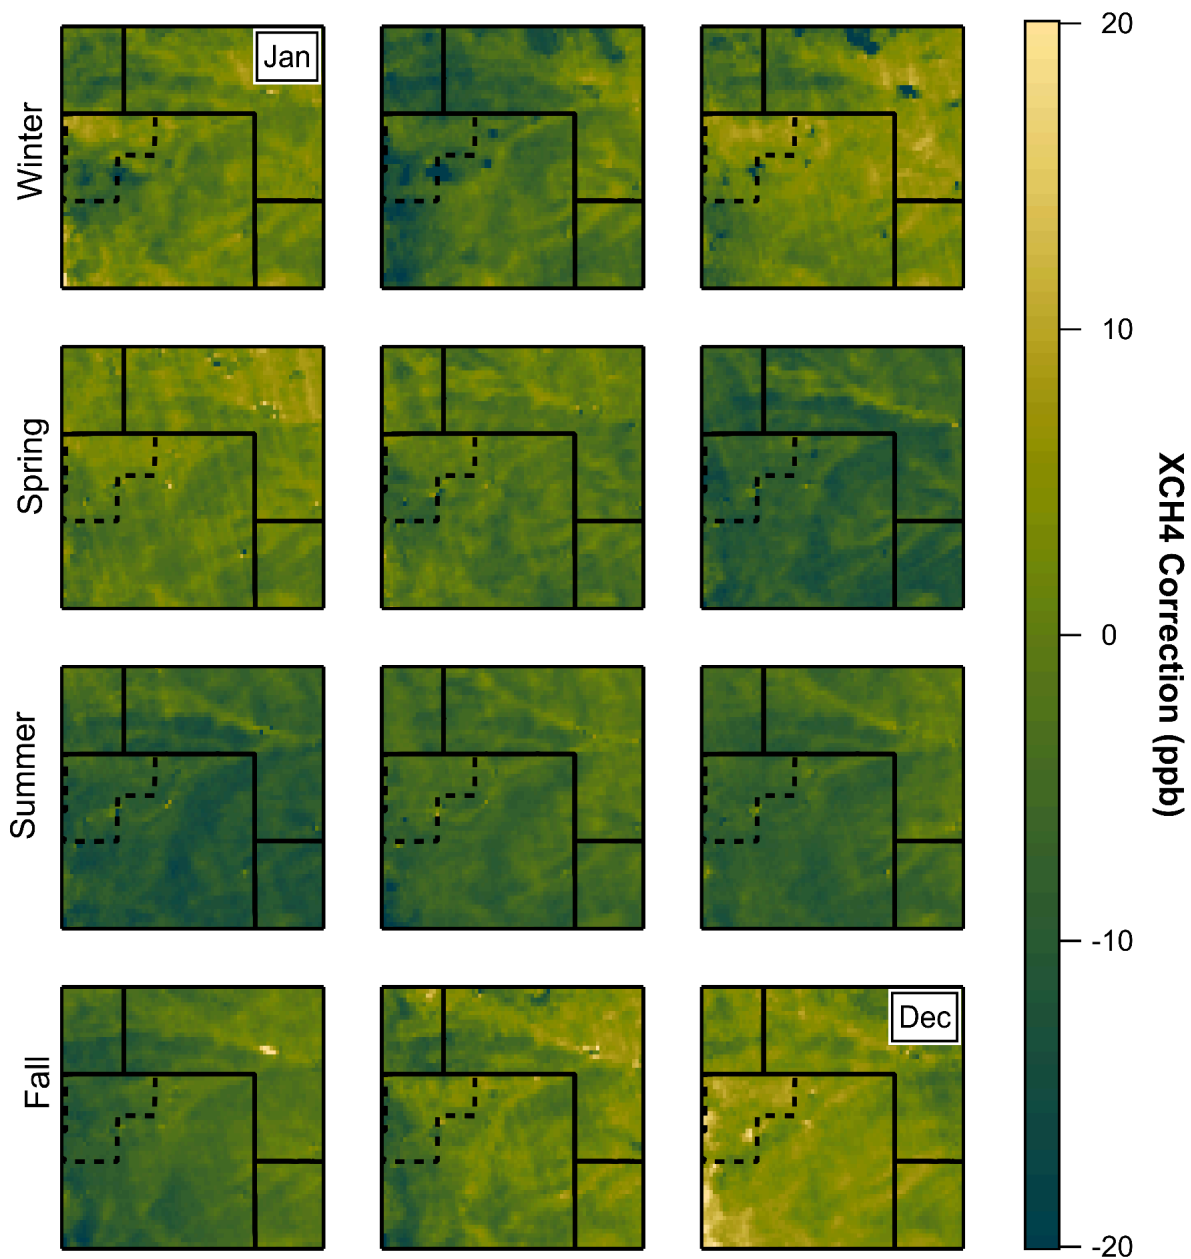 Winter
Jan
Spring
Summer
Fall
Dec
20
10
0
-10
-20
XCH4 Correction (ppb)